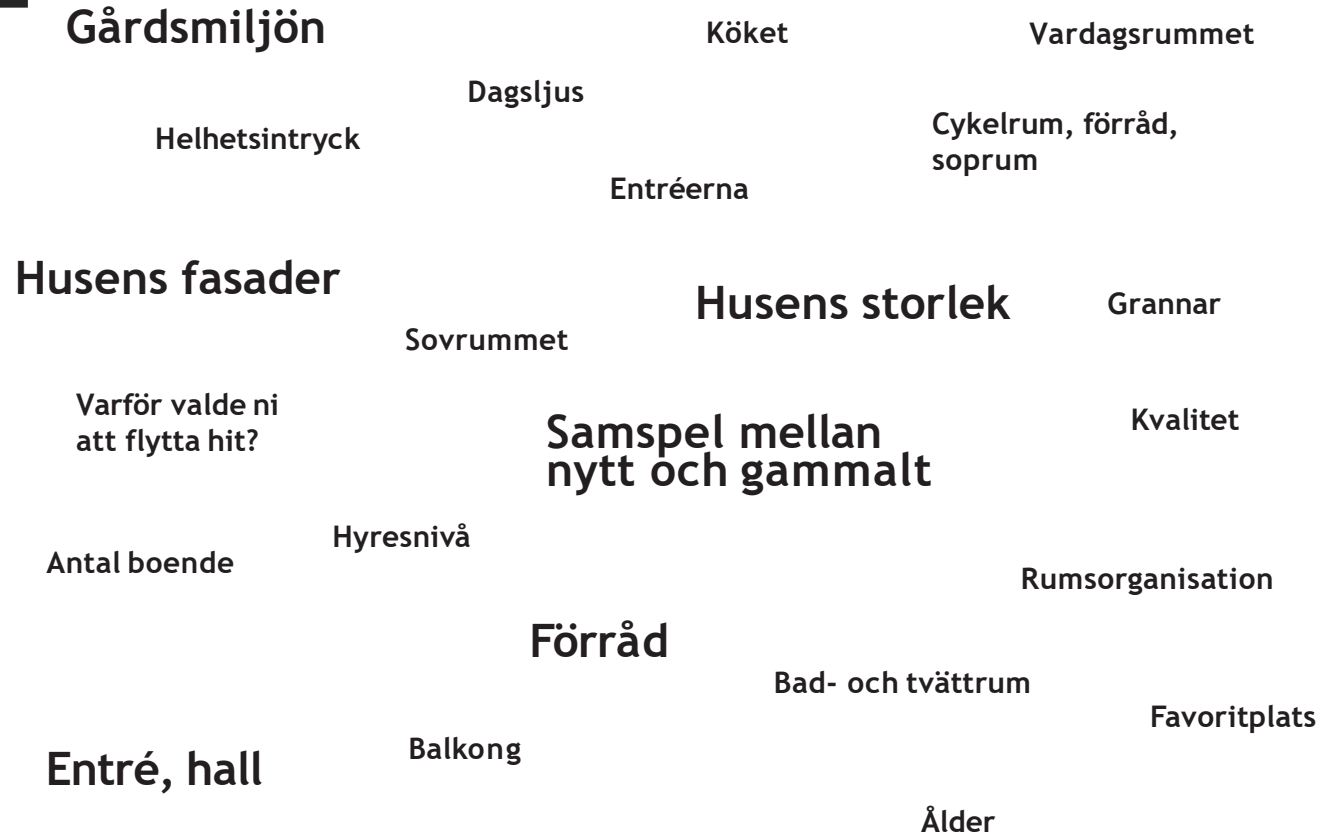 Gårdsmiljön
Köket
Vardagsrummet
Dagsljus
Helhetsintryck
Cykelrum, förråd,
soprum
Entréerna
Husens fasader
Husens storlek
Grannar
Sovrummet
Varför valde ni
att flytta hit?
Samspel mellan
nytt och gammalt
Kvalitet
Hyresnivå
Antal boende
Rumsorganisation
Förråd
Bad- och tvättrum
Favoritplats
Entré, hall
Balkong
Ålder